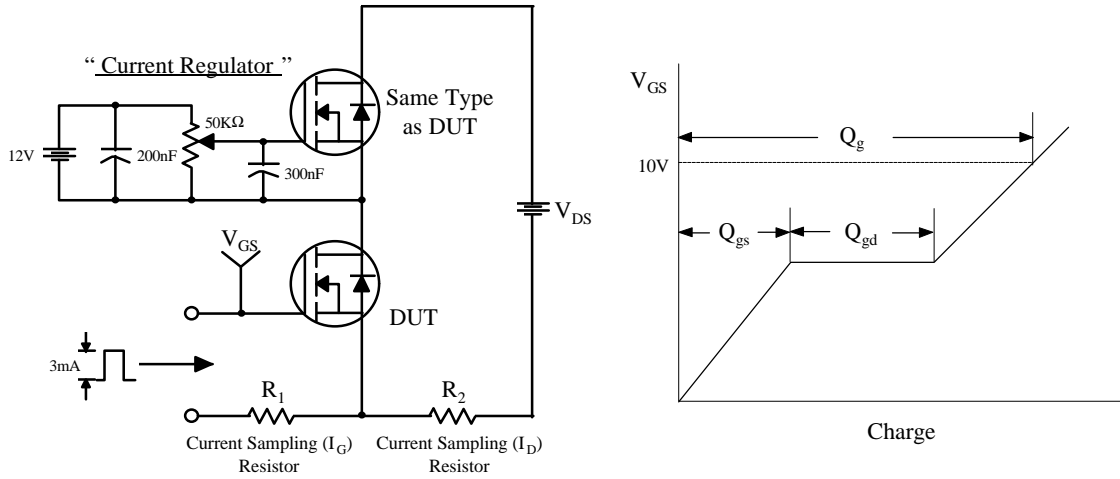 “ Current Regulator ”
50KΩ
12V
200nF
300nF
Same Type
as DUT
V_DS
V_GS
DUT
3mA
R_1
R_2
Current Sampling (I_G)
Resistor
Current Sampling (I_D)
Resistor
V_GS
Q_g
10V
Q_gs
Q_gd
Charge